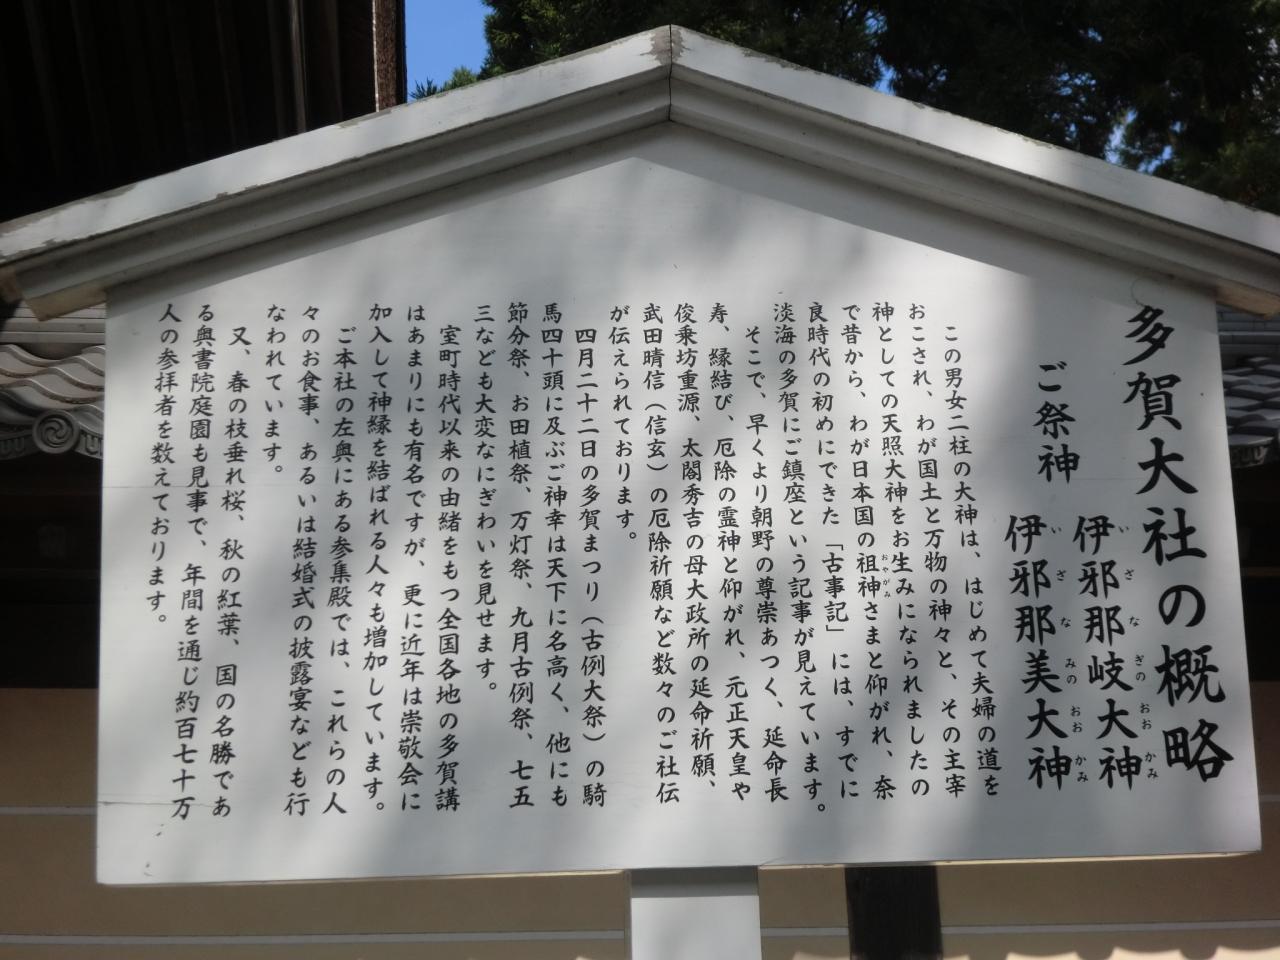 多賀大社の概略
ご祭神
伊邪那岐大神
いざなぎのおおかみ
伊邪那美大神
いざなみのおおかみ
この男女二柱の大神は、はじめて夫婦の道を
おこされ、わが国土と万物の神々と、その主宰
神としての天照大神をお生みになられましたの
で昔から、わが日本国の祖神さまと仰がれ、奈
おやがみ
良時代の初めにできた「古事記」には、すでに
淡海の多賀にご鎮座という記事が見えています。
そこで、早くより朝野の尊崇あつく、延命長
寿、縁結び、厄除の霊神と仰がれ、元正天皇や
俊乗坊重源、太閤秀吉の母大政所の延命祈願、
武田晴信（信玄）の厄除祈願など数々のご社伝
が伝えられております。
四月二十二日の多賀まつり（古例大祭）の騎
馬四十頭に及ぶご神幸は天下に名高く、他にも
節分祭、お田植祭、万灯祭、九月古例祭、七五
三なども大変なにぎわいを見せます。
室町時代以来の由緒をもつ全国各地の多賀講
はあまりにも有名ですが、更に近年は崇敬会に
加入して神縁を結ばれる人々も増加しています。
ご本社の左奥にある参集殿では、これらの人
々のお食事、あるいは結婚式の披露宴なども行
なわれています。
又、春の枝垂れ桜、秋の紅葉、国の名勝であ
る奥書院庭園も見事で、年間を通じ約百七十万
人の参拝者を数えております。